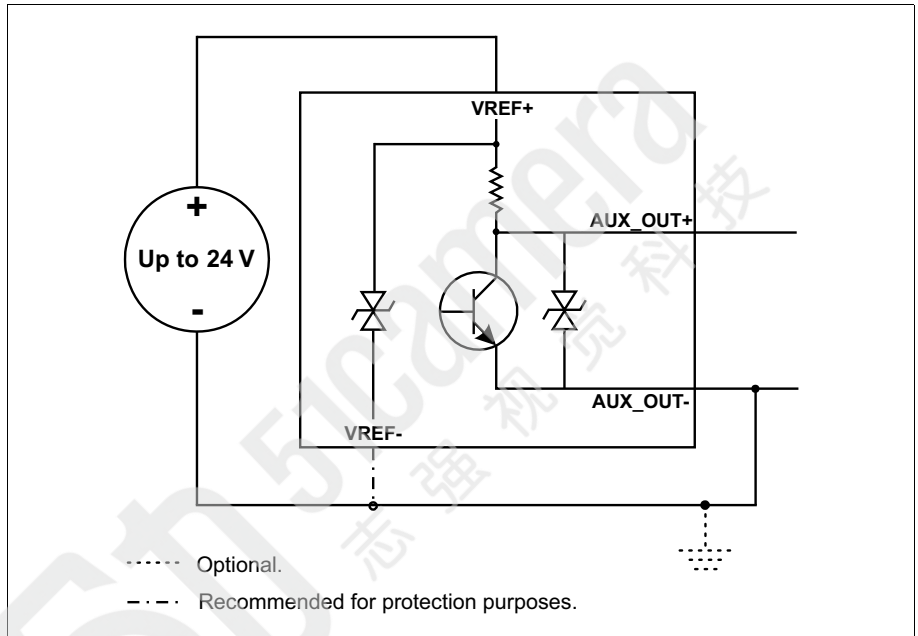 VREF+
AUX_OUT+
+
Up to 24 V
-
AUX_OUT-
VREF-
Optional.
Recommended for protection purposes.
51camera
志强视觉科技